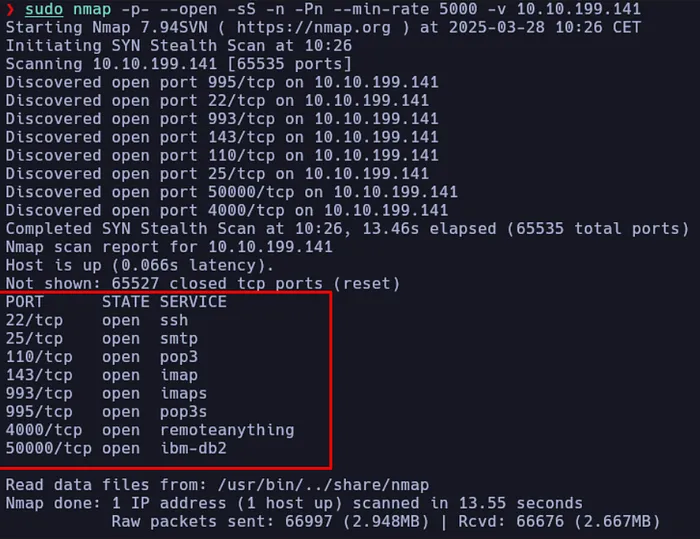 ❯ sudo nmap -p- --open -sS -n -Pn --min-rate 5000 -v 10.10.199.141
Starting Nmap 7.94SVN ( https://nmap.org ) at 2025-03-28 10:26 CET
Initiating SYN Stealth Scan at 10:26
Scanning 10.10.199.141 [65535 ports]
Discovered open port 995/tcp on 10.10.199.141
Discovered open port 22/tcp on 10.10.199.141
Discovered open port 993/tcp on 10.10.199.141
Discovered open port 143/tcp on 10.10.199.141
Discovered open port 110/tcp on 10.10.199.141
Discovered open port 25/tcp on 10.10.199.141
Discovered open port 50000/tcp on 10.10.199.141
Discovered open port 4000/tcp on 10.10.199.141
Completed SYN Stealth Scan at 10:26, 13.46s elapsed (65535 total ports)
Nmap scan report for 10.10.199.141
Host is up (0.066s latency).
Not shown: 65527 closed tcp ports (reset)
PORT      STATE SERVICE
22/tcp    open  ssh
25/tcp    open  smtp
110/tcp   open  pop3
143/tcp   open  imap
993/tcp   open  imaps
995/tcp   open  pop3s
4000/tcp  open  remoteanything
50000/tcp open  ibm-db2
Read data files from: /usr/bin/../share/nmap
Nmap done: 1 IP address (1 host up) scanned in 13.55 seconds
           Raw packets sent: 66997 (2.948MB) | Rcvd: 66676 (2.667MB)